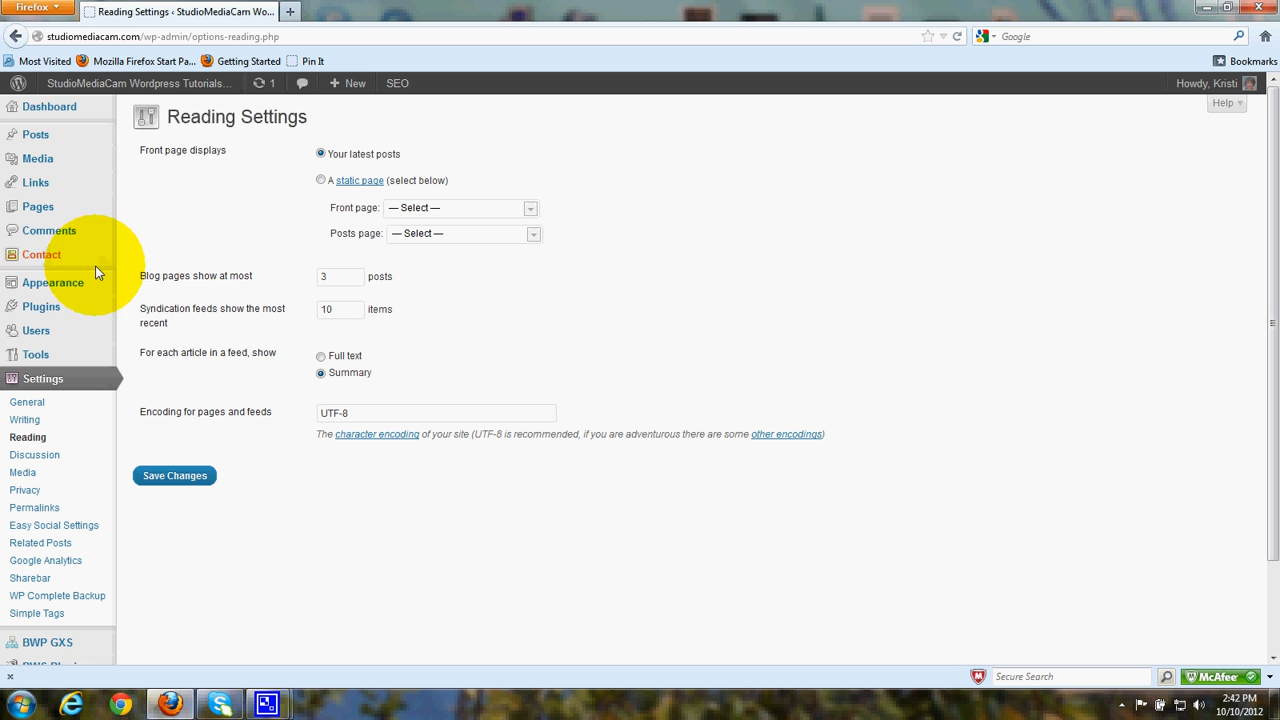 Firefox
Reading Settings ‹ StudioMediaCam Wo...
studiomediacam.com/wp-admin/options-reading.php
Google
Most Visited
Mozilla Firefox Start Pa...
Getting Started
Pin It
Bookmarks
StudioMediaCam Wordpress Tutorials...
1
New
SEO
Howdy, Kristi
Help
Dashboard
Posts
Media
Links
Pages
Comments
Contact
Appearance
Plugins
Users
Tools
Settings
General
Writing
Reading
Discussion
Media
Privacy
Permalinks
Easy Social Settings
Related Posts
Google Analytics
Sharebar
WP Complete Backup
Simple Tags
BWP GXS
Reading Settings
Front page displays
Your latest posts
A static page (select below)
Front page: — Select —
Posts page: — Select —
Blog pages show at most 3 posts
Syndication feeds show the most recent 10 items
For each article in a feed, show
Full text
Summary
Encoding for pages and feeds UTF-8
The character encoding of your site (UTF-8 is recommended, if you are adventurous there are some other encodings)
Save Changes
Secure Search
McAfee
2:42 PM
10/10/2012